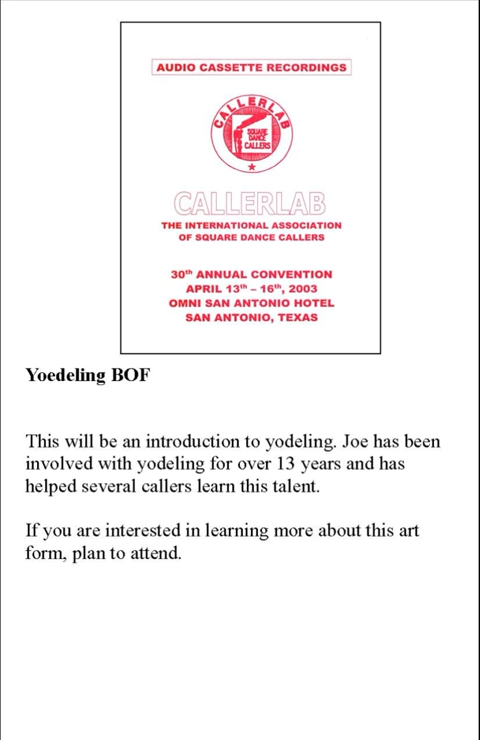 AUDIO CASSETTE RECORDINGS
CALLERLAB
SQUARE
DANCE
CALLERS
CALLERLAB
THE INTERNATIONAL ASSOCIATION
OF SQUARE DANCE CALLERS
30th ANNUAL CONVENTION
APRIL 13th – 16th, 2003
OMNI SAN ANTONIO HOTEL
SAN ANTONIO, TEXAS
Yoedeling BOF
This will be an introduction to yodeling. Joe has been
involved with yodeling for over 13 years and has
helped several callers learn this talent.
If you are interested in learning more about this art
form, plan to attend.